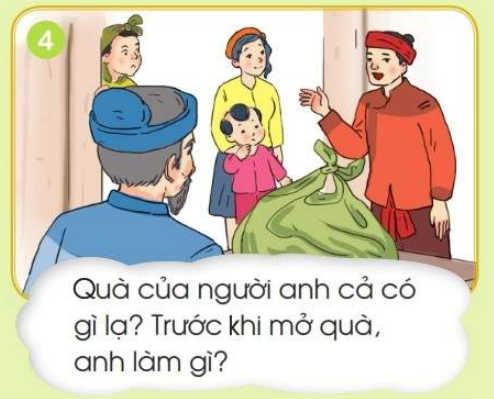 4
Quà của người anh cả có
gì lạ? Trước khi mở quà,
anh làm gì?